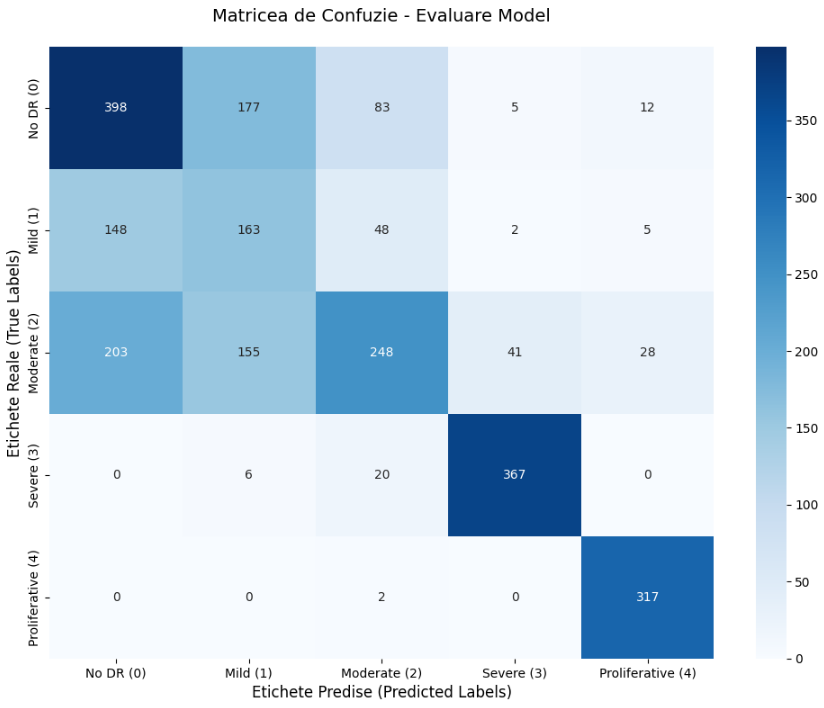 Matricea de Confuzie - Evaluare Model
Etichete Reale (True Labels)
No DR (0)
398 177 83 5 12
Mild (1)
148 163 48 2 5
Moderate (2)
203 155 248 41 28
Severe (3)
0 6 20 367 0
Proliferative (4)
0 0 2 0 317
No DR (0) Mild (1) Moderate (2) Severe (3) Proliferative (4)
Etichete Predise (Predicted Labels)
350
300
250
200
150
100
50
0